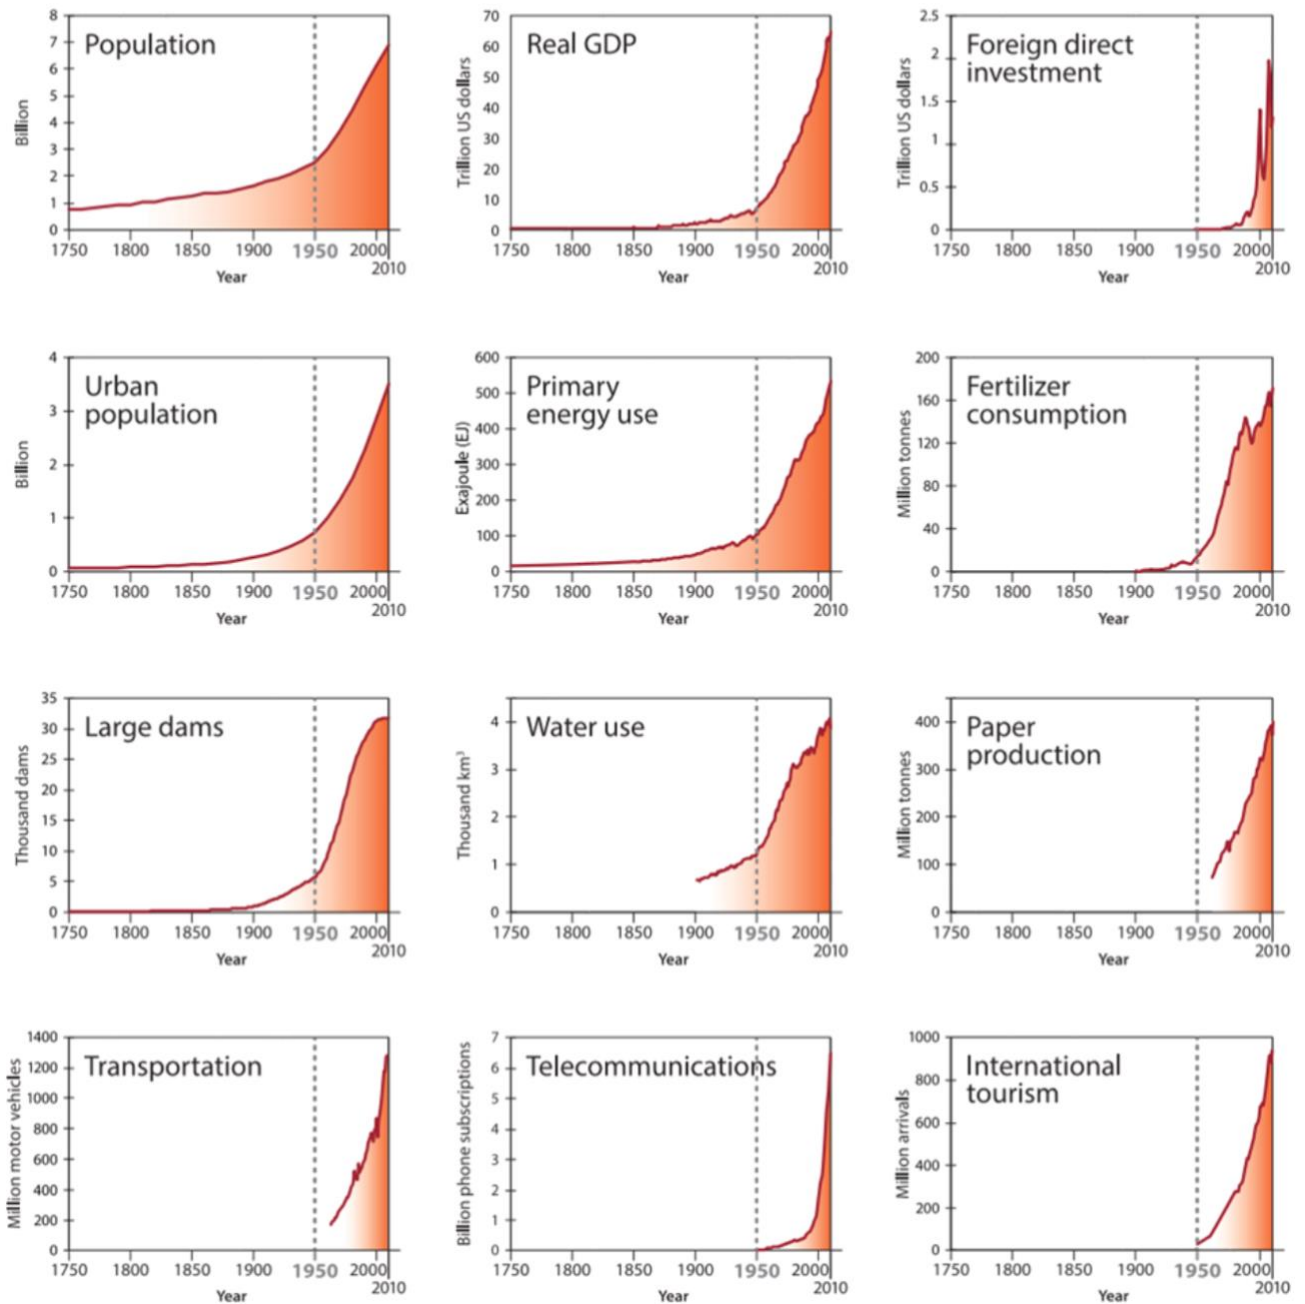 Population
Billion
8
7
6
5
4
3
2
1
0
1750 1800 1850 1900 1950 2000
2010
Year
Real GDP
Trillion US dollars
70
60
50
40
30
20
10
0
1750 1800 1850 1900 1950 2000
2010
Year
Foreign direct
investment
Trillion US dollars
2.5
2
1.5
1
0.5
0
1750 1800 1850 1900 1950 2000
2010
Year
Urban
population
Billion
4
3
2
1
0
1750 1800 1850 1900 1950 2000
2010
Year
Primary
energy use
Exajoule (EJ)
600
500
400
300
200
100
0
1750 1800 1850 1900 1950 2000
2010
Year
Fertilizer
consumption
Million tonnes
200
160
120
80
40
0
1750 1800 1850 1900 1950 2000
2010
Year
Large dams
Thousand dams
35
30
25
20
15
10
5
0
1750 1800 1850 1900 1950 2000
2010
Year
Water use
Thousand km³
4
3
2
1
0
1750 1800 1850 1900 1950 2000
2010
Year
Paper
production
Million tonnes
400
300
200
100
0
1750 1800 1850 1900 1950 2000
2010
Year
Transportation
Million motor vehicles
1400
1200
1000
800
600
400
200
0
1750 1800 1850 1900 1950 2000
2010
Year
Telecommunications
Billion phone subscriptions
7
6
5
4
3
2
1
0
1750 1800 1850 1900 1950 2000
2010
Year
International
tourism
Million arrivals
1000
800
600
400
200
0
1750 1800 1850 1900 1950 2000
2010
Year